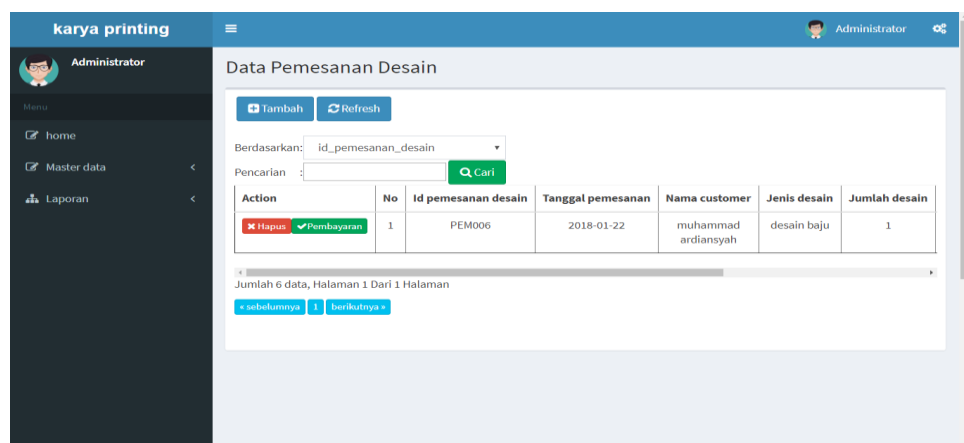 karya printing
Administrator
Administrator
Menu
home
Master data
Laporan
Data Pemesanan Desain
Tambah Refresh
Berdasarkan: id_pemesanan_desain
Pencarian : Cari
Action No Id pemesanan desain Tanggal pemesanan Nama customer Jenis desain Jumlah desain
Hapus Pembayaran 1 PEM006 2018-01-22 muhammad ardiansyah desain baju 1
Jumlah 6 data, Halaman 1 Dari 1 Halaman
« sebelumnya 1 berikutnya »